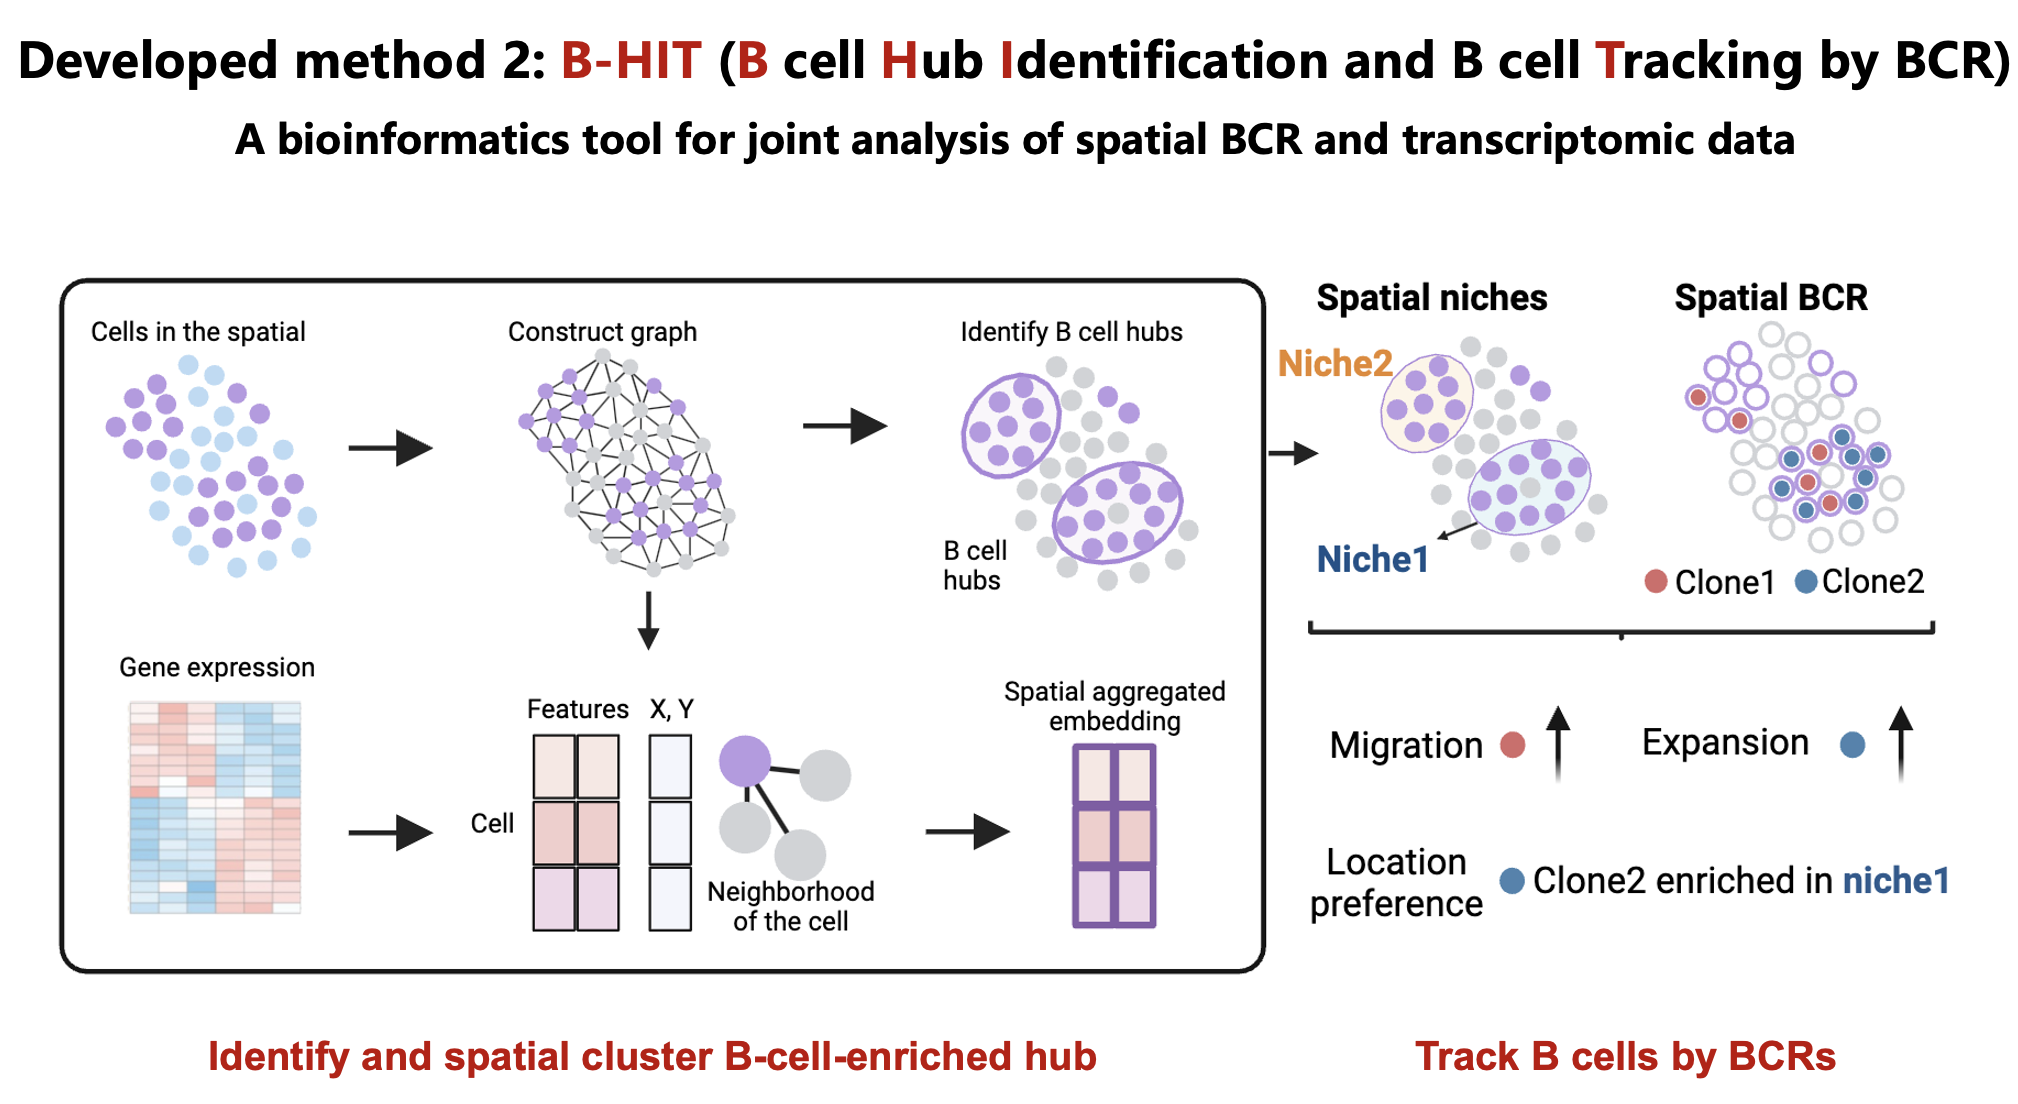 Developed method 2: B-HIT (B cell Hub Identification and B cell Tracking by BCR)
A bioinformatics tool for joint analysis of spatial BCR and transcriptomic data
Cells in the spatial
Construct graph
Identify B cell hubs
B cell
hubs
Gene expression
Features
X, Y
Cell
Neighborhood
of the cell
Spatial aggregated
embedding
Spatial niches
Niche2
Niche1
Spatial BCR
Clone1
Clone2
Migration
Expansion
Location
preference
Clone2 enriched in niche1
Identify and spatial cluster B-cell-enriched hub
Track B cells by BCRs